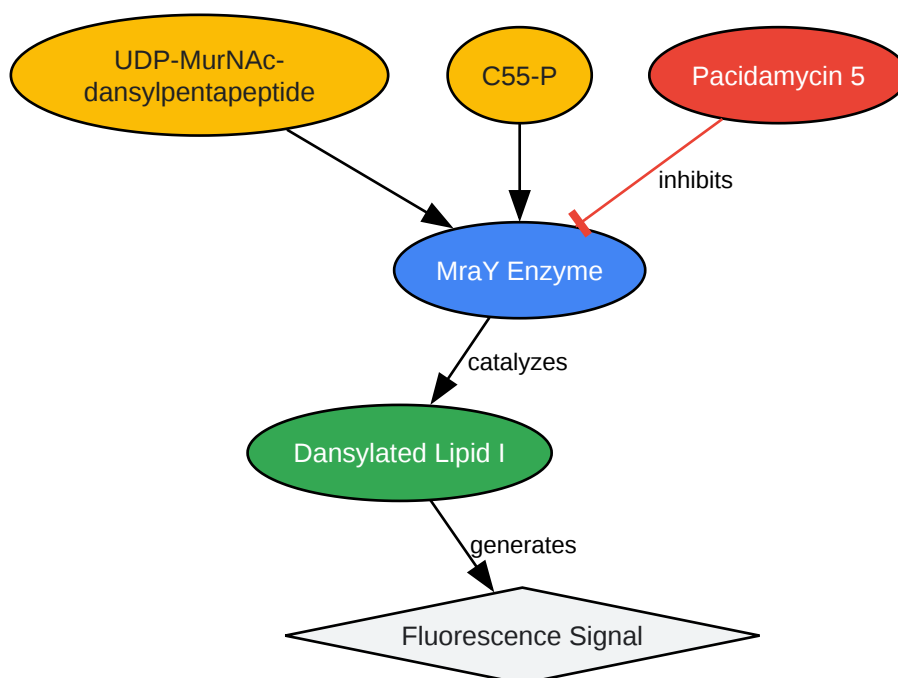 UDP-MurNAc-
dansylpentapeptide
C55-P
Pacidamycin 5
inhibits
MraY Enzyme
catalyzes
Dansylated Lipid I
generates
Fluorescence Signal